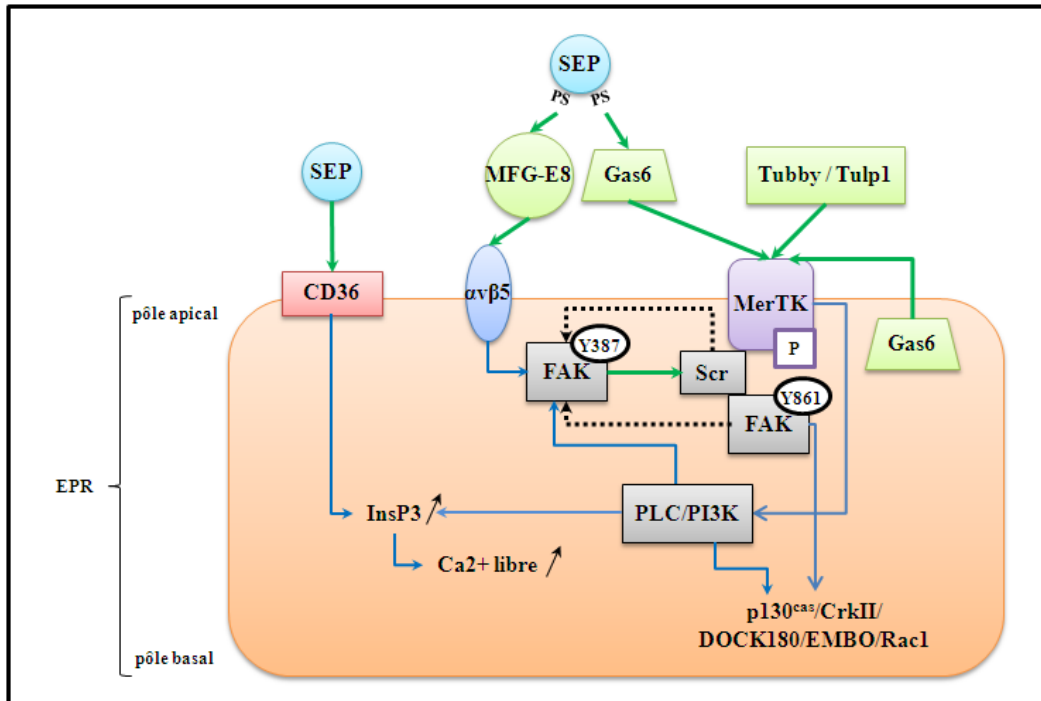 SEP
PS PS
SEP
MFG-E8
Gas6
Tubby / Tulp1
CD36
αvβ5
MerTK
P
pôle apical
Gas6
Y387
FAK
Scr
Y861
FAK
EPR
InsP3
PLC/PI3K
Ca2+ libre
p130cas/CrkII/
DOCK180/EMBO/Rac1
pôle basal